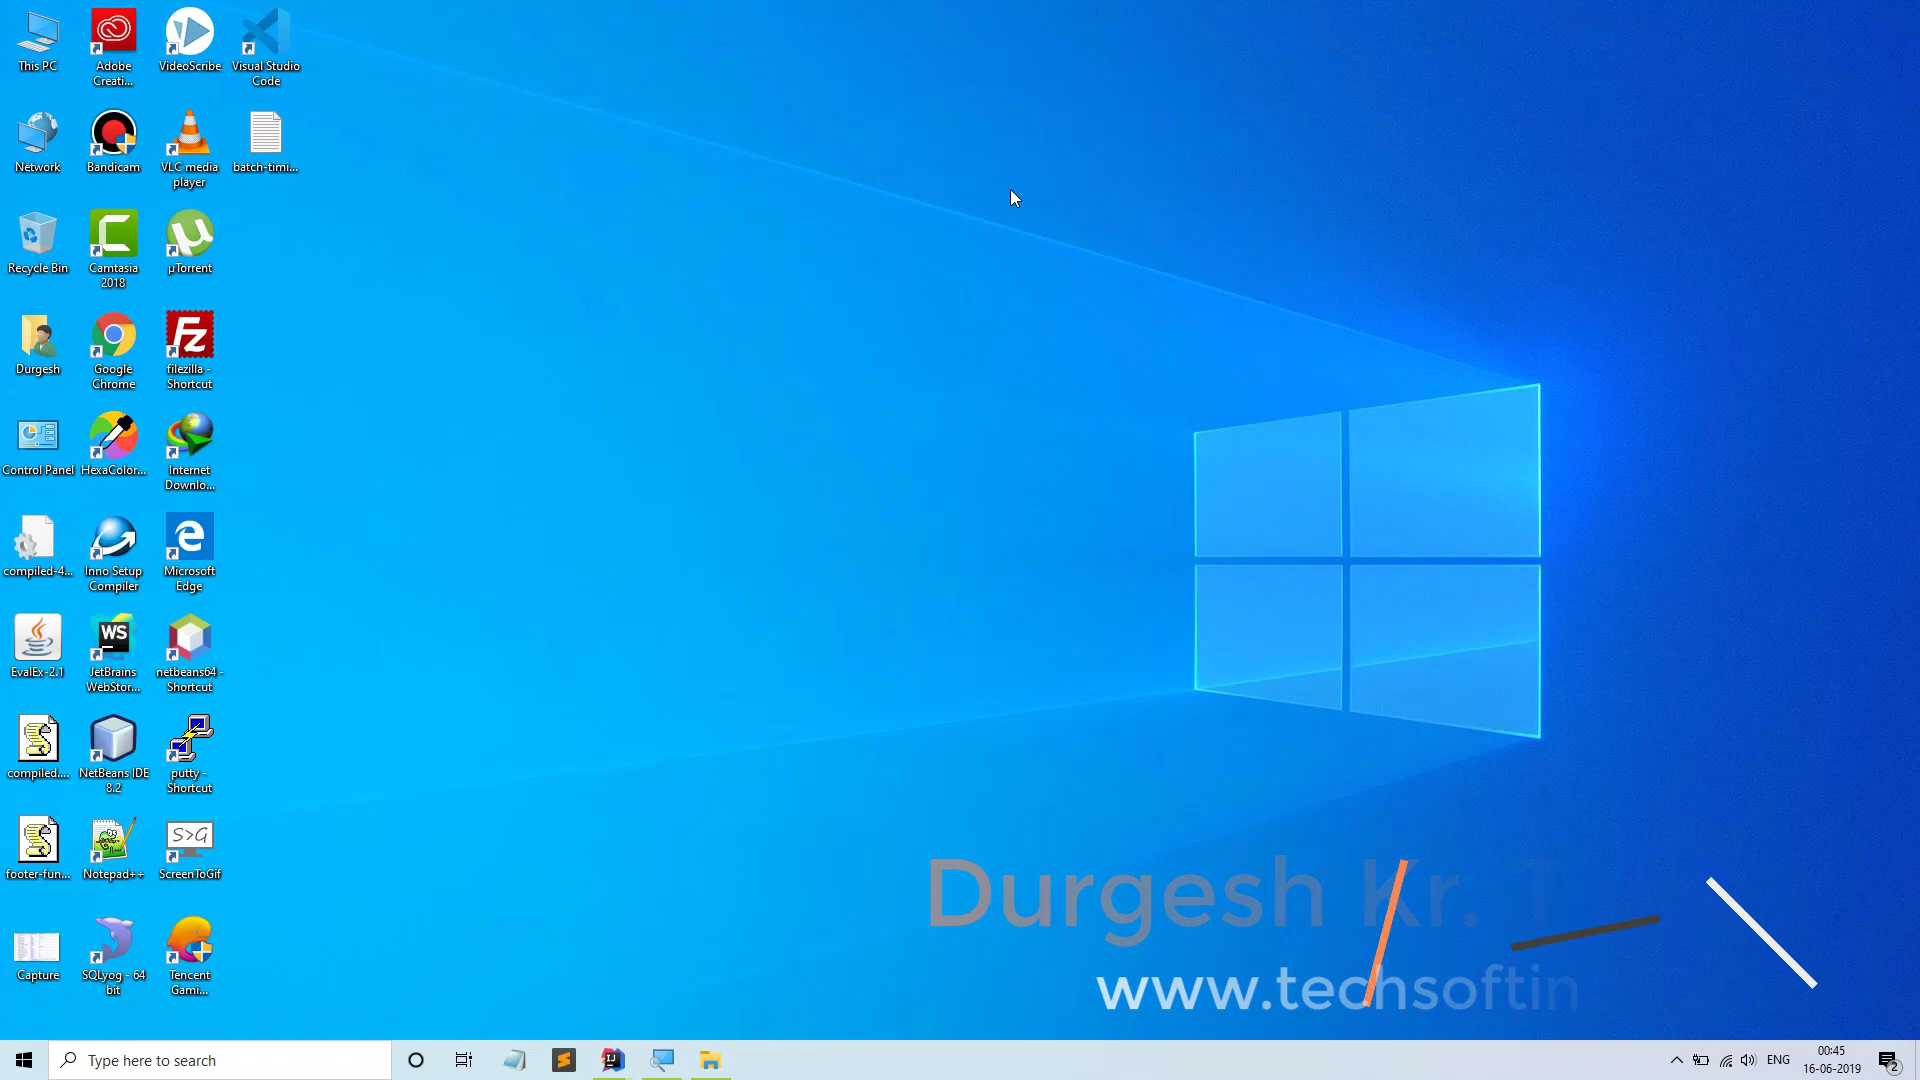 This PC
Adobe
Creati...
VideoScribe
Visual Studio
Code
Network
Bandicam
VLC media
player
batch-timi...
Recycle Bin
Camtasia
2018
µTorrent
Durgesh
Google
Chrome
filezilla -
Shortcut
Control Panel
HexaColor...
Internet
Downlo...
compiled-4...
Inno Setup
Compiler
Microsoft
Edge
EvalEx-2.1
JetBrains
WebStor...
netbeans64 -
Shortcut
compiled....
NetBeans IDE
8.2
putty -
Shortcut
footer-fun...
Notepad++
ScreenToGif
Capture
SQLyog - 64
bit
Tencent
Gami...
Fz
WS
S>G
Durgesh Kr. T
www.techsoftin
Type here to search
ENG
00:45
16-06-2019
2